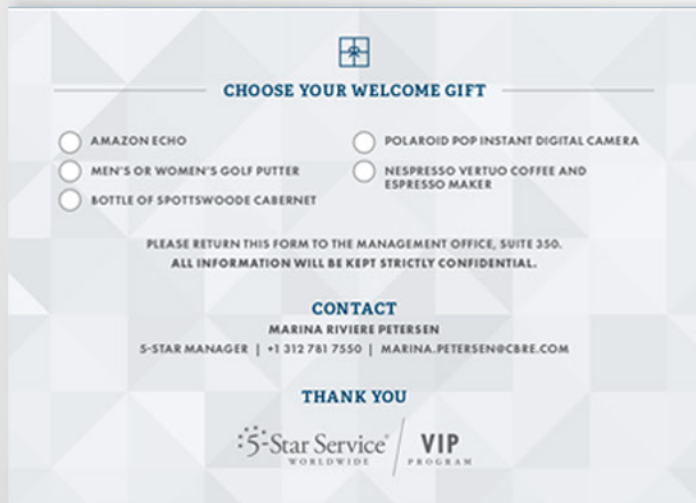 CHOOSE YOUR WELCOME GIFT
AMAZON ECHO
MEN'S OR WOMEN'S GOLF PUTTER
BOTTLE OF SPOTTSWOODE CABERNET
POLAROID POP INSTANT DIGITAL CAMERA
NESPRESSO VERTUO COFFEE AND
ESPRESSO MAKER
PLEASE RETURN THIS FORM TO THE MANAGEMENT OFFICE, SUITE 350.
ALL INFORMATION WILL BE KEPT STRICTLY CONFIDENTIAL.
CONTACT
MARINA RIVIERE PETERSEN
5-STAR MANAGER | +1 312 781 7550 | MARINA.PETERSEN@CBRE.COM
THANK YOU
5-Star Service®
WORLDWIDE
VIP
PROGRAM